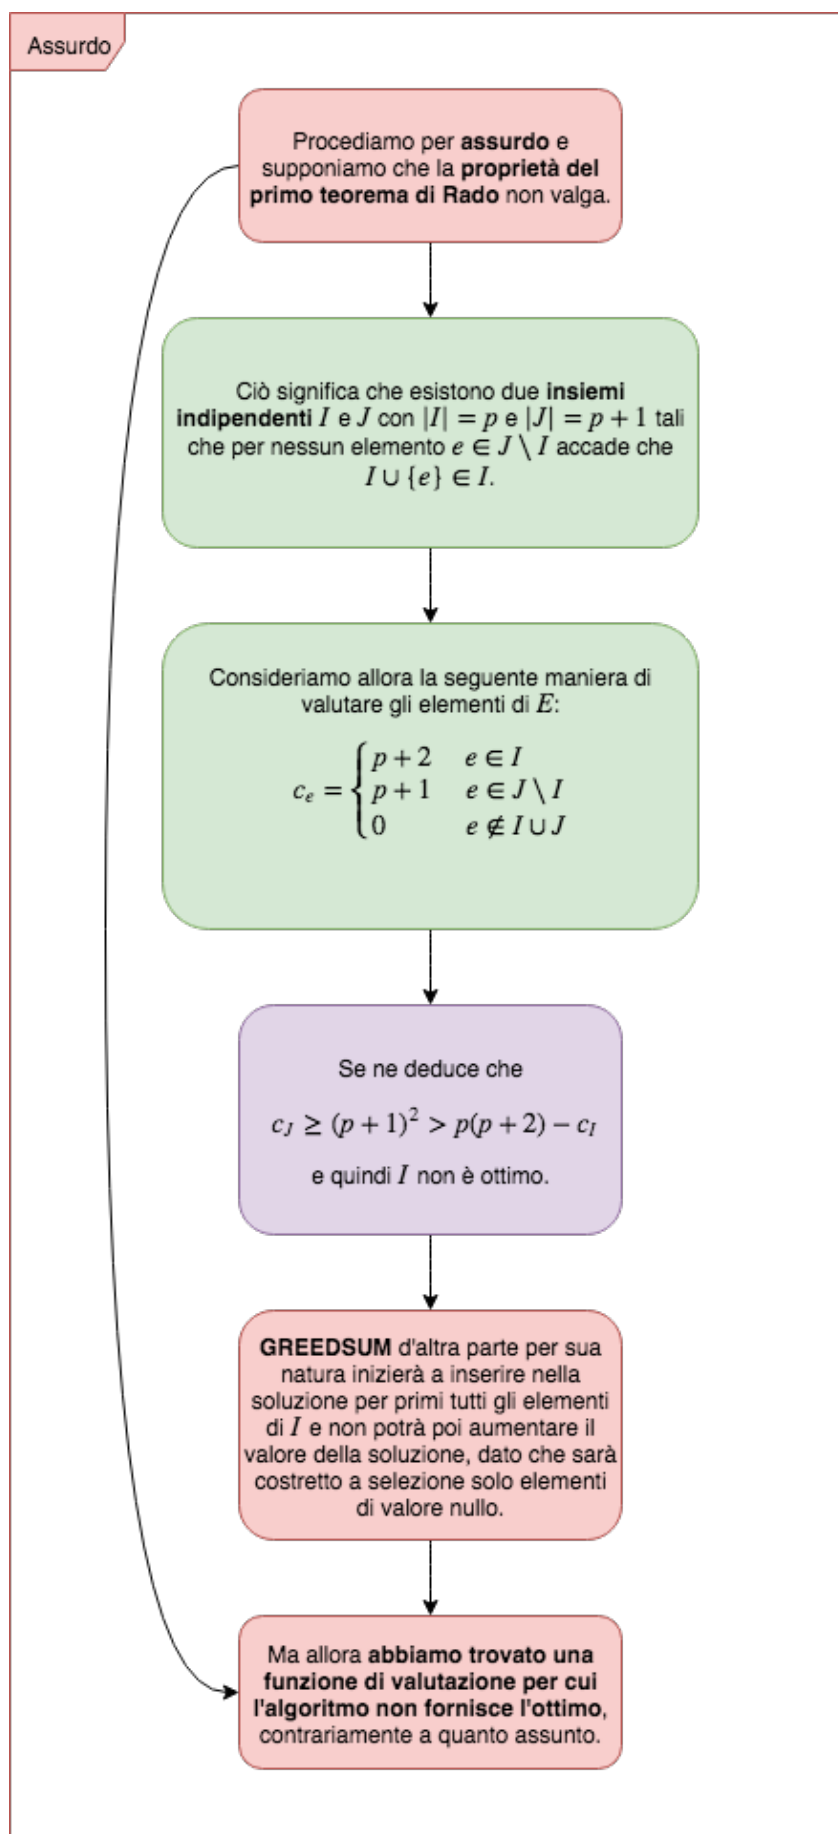 Assurdo
Procediamo per assurdo e
supponiamo che la proprietà del
primo teorema di Rado non valga.
Ciò significa che esistono due insiemi
indipendenti I e J con |I| = p e |J| = p + 1 tali
che per nessun elemento e ∈ J \ I accade che
I ∪ {e} ∈ I.
Consideriamo allora la seguente maniera di
valutare gli elementi di E:
c_e = { p + 2 e ∈ I
p + 1 e ∈ J \ I
0 e ∉ I ∪ J
Se ne deduce che
c_J ≥ (p + 1)² > p(p + 2) − c_I
e quindi I non è ottimo.
GREEDSUM d'altra parte per sua
natura inizierà a inserire nella
soluzione per primi tutti gli elementi
di I e non potrà poi aumentare il
valore della soluzione, dato che sarà
costretto a selezione solo elementi
di valore nullo.
Ma allora abbiamo trovato una
funzione di valutazione per cui
l'algoritmo non fornisce l'ottimo,
contrariamente a quanto assunto.